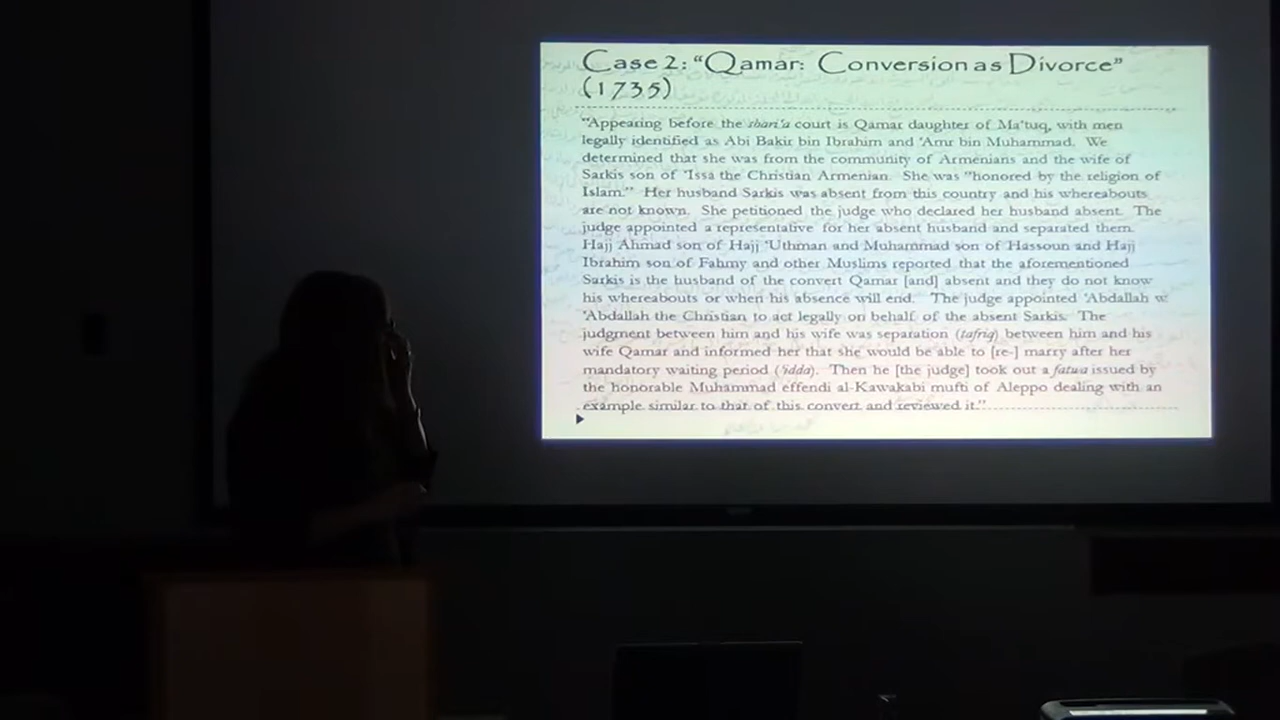 Case 2: "Qamar: Conversion as Divorce"
(1735)
"Appearing before the shari'a court is Qamar daughter of Ma'tuq, with men
legally identified as Abi Bakir bin Ibrahim and 'Amr bin Muhammad. We
determined that she was from the community of Armenians and the wife of
Sarkis son of 'Issa the Christian Armenian. She was "honored by the religion of
Islam." Her husband Sarkis was absent from this country and his whereabouts
are not known. She petitioned the judge who declared her husband absent. The
judge appointed a representative for her absent husband and separated them.
Hajj Ahmad son of Hajj 'Uthman and Muhammad son of Hassoun and Hajj
Ibrahim son of Fahmy and other Muslims reported that the aforementioned
Sarkis is the husband of the convert Qamar [and] absent and they do not know
his whereabouts or when his absence will end. The judge appointed 'Abdallah w.
'Abdallah the Christian to act legally on behalf of the absent Sarkis. The
judgment between him and his wife was separation (tafriq) between him and his
wife Qamar and informed her that she would be able to [re-] marry after her
mandatory waiting period ('idda). Then he [the judge] took out a fatwa issued by
the honorable Muhammad effendi al-Kawakabi mufti of Aleppo dealing with an
example similar to that of this convert and reviewed it."